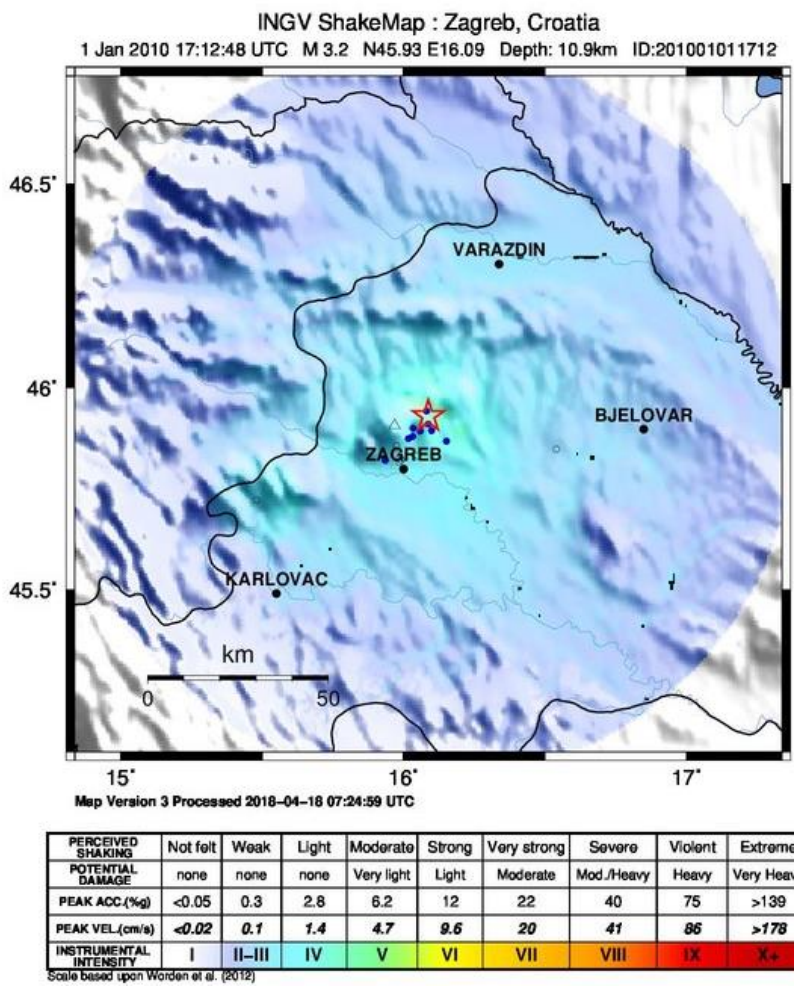 INGV ShakeMap : Zagreb, Croatia
1 Jan 2010 17:12:48 UTC M 3.2 N45.93 E16.09 Depth: 10.9km ID:201001011712
46.5°
VARAZDIN
46°
BJELOVAR
ZAGREB
45.5°
KARLOVAC
km
0 50
15° 16° 17°
Map Version 3 Processed 2018-04-18 07:24:59 UTC
PERCEIVED SHAKING Not felt Weak Light Moderate Strong Very strong Severe Violent Extreme
POTENTIAL DAMAGE none none none Very light Light Moderate Mod./Heavy Heavy Very Heav
PEAK ACC.(%g) <0.05 0.3 2.8 6.2 12 22 40 75 >139
PEAK VEL.(cm/s) <0.02 0.1 1.4 4.7 9.6 20 41 86 >178
INSTRUMENTAL INTENSITY I II-III IV V VI VII VIII IX X+
Scale based upon Worden et al. (2012)